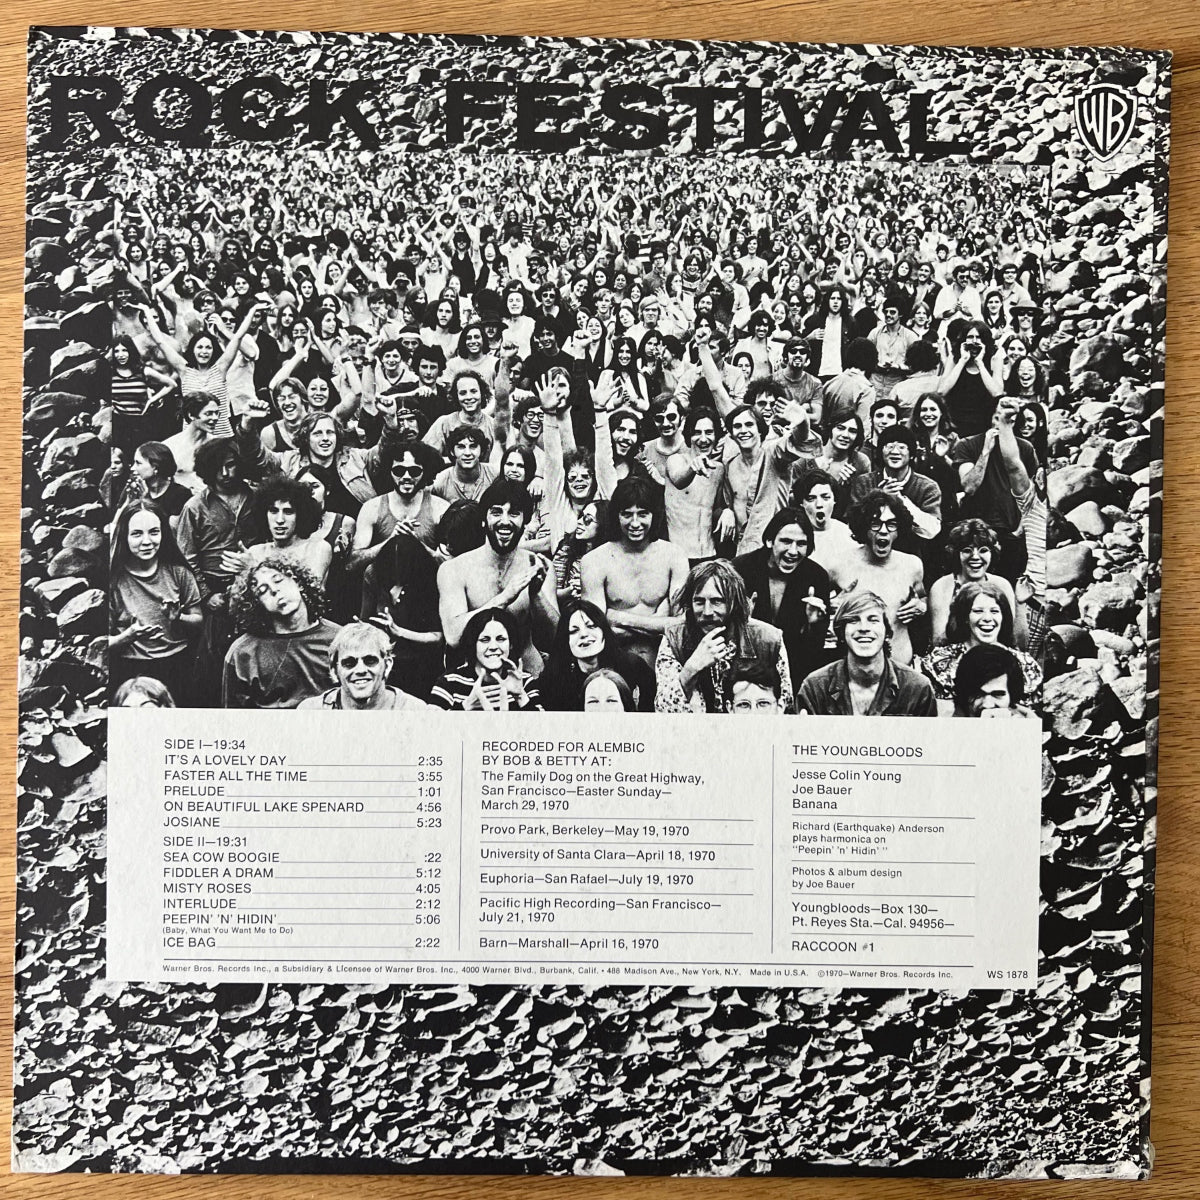 ROCK FESTIVAL
WB
SIDE I—19:34
IT'S A LOVELY DAY 2:35
FASTER ALL THE TIME 3:55
PRELUDE 1:01
ON BEAUTIFUL LAKE SPENARD 4:56
JOSIANE 5:23
SIDE II—19:31
SEA COW BOOGIE :22
FIDDLER A DRAM 5:12
MISTY ROSES 4:05
INTERLUDE 2:12
PEEPIN' 'N' HIDIN' 5:06
(Baby, What You Want Me to Do)
ICE BAG 2:22
RECORDED FOR ALEMBIC
BY BOB & BETTY AT:
The Family Dog on the Great Highway,
San Francisco—Easter Sunday—
March 29, 1970
Provo Park, Berkeley—May 19, 1970
University of Santa Clara—April 18, 1970
Euphoria—San Rafael—July 19, 1970
Pacific High Recording—San Francisco—
July 21, 1970
Barn—Marshall—April 16, 1970
THE YOUNGBLOODS
Jesse Colin Young
Joe Bauer
Banana
Richard (Earthquake) Anderson
plays harmonica on
"Peepin' 'n' Hidin' "
Photos & album design
by Joe Bauer
Youngbloods—Box 130—
Pt. Reyes Sta.—Cal. 94956—
RACCOON #1
Warner Bros. Records Inc., a Subsidiary & Licensee of Warner Bros. Inc., 4000 Warner Blvd., Burbank, Calif. • 488 Madison Ave., New York, N.Y. Made in U.S.A. ©1970—Warner Bros. Records Inc. WS 1878